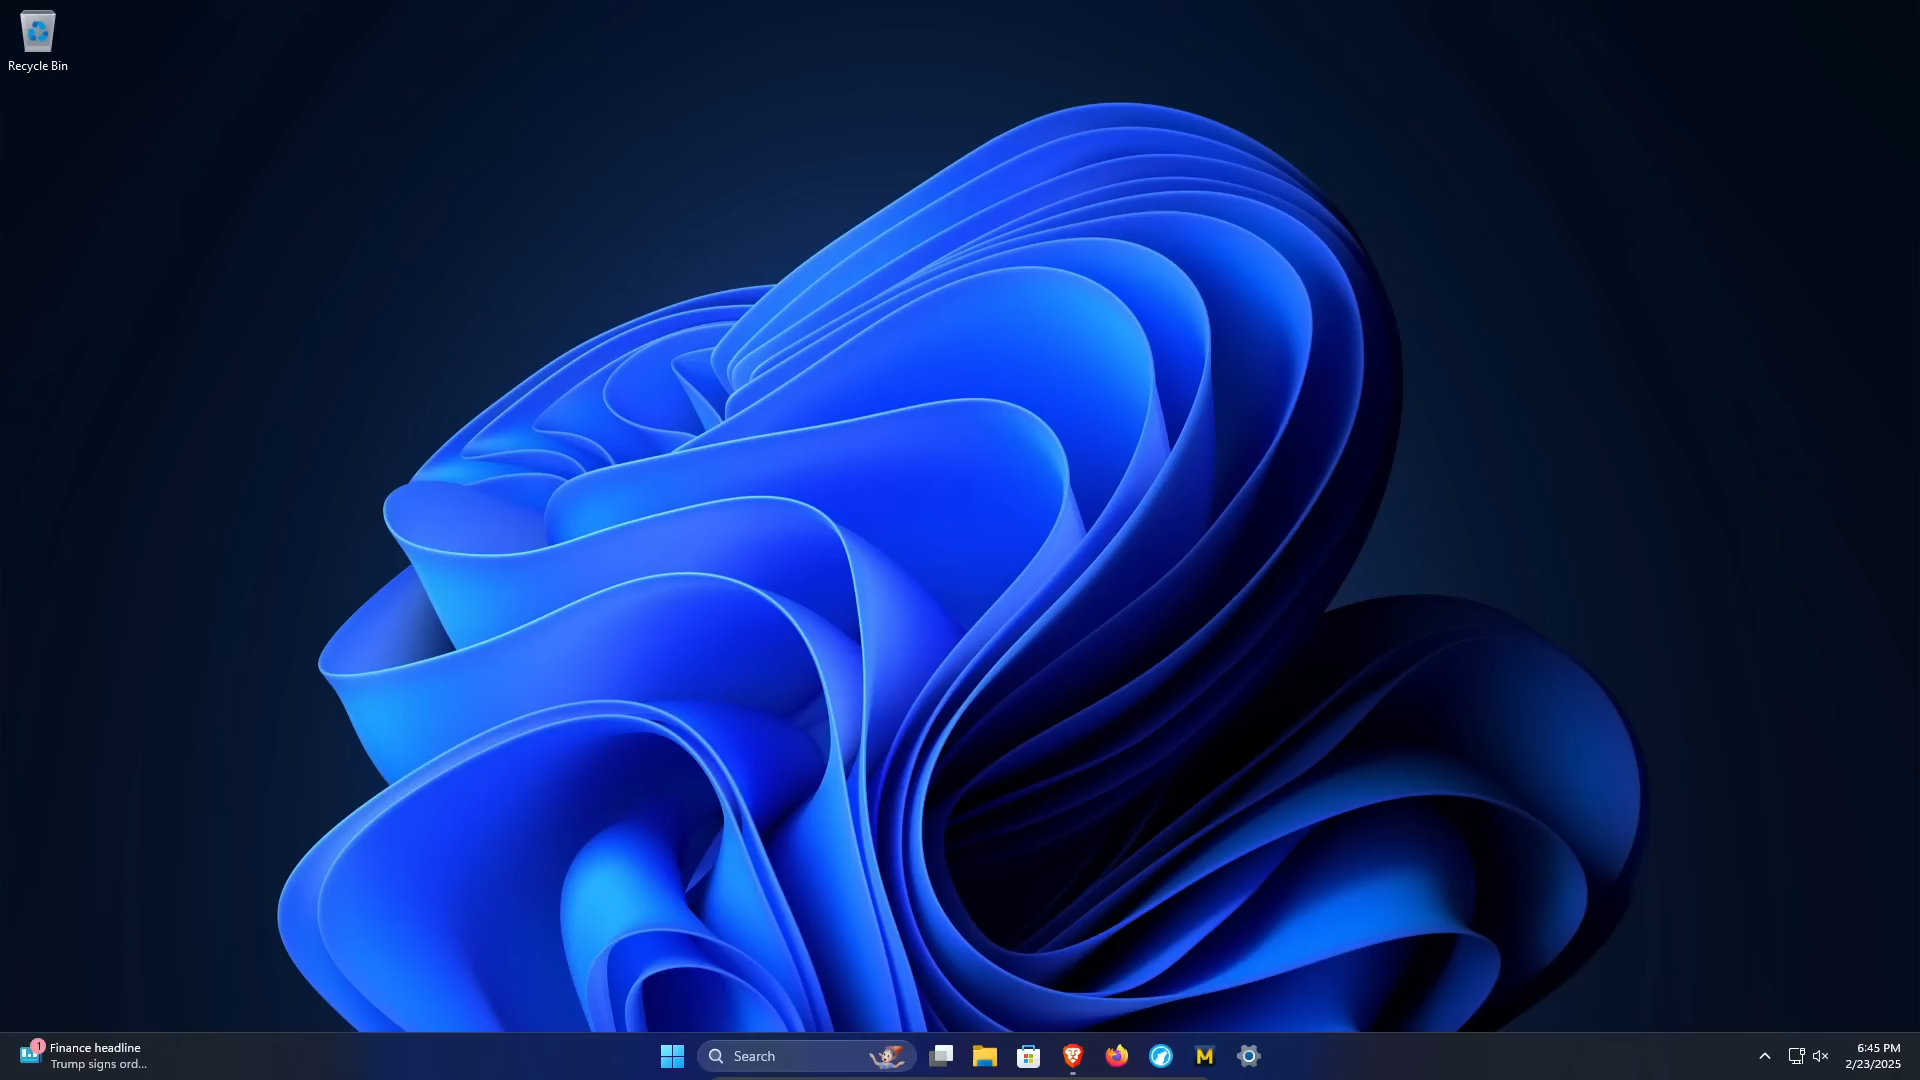 Recycle Bin
1
Finance headline
Trump signs ord...
Search
M
6:45 PM
2/23/2025